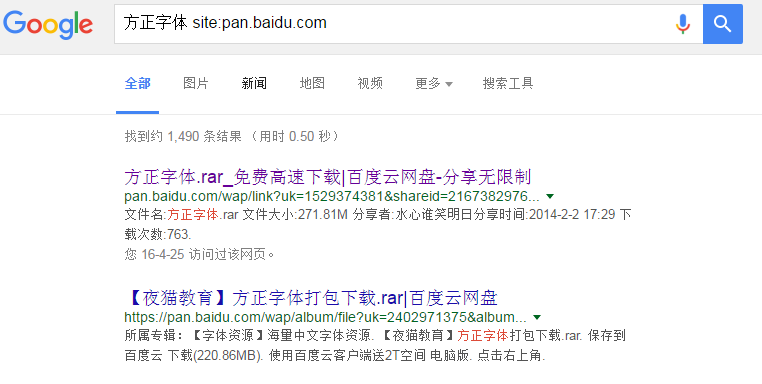 Google 方正字体 site:pan.baidu.com
全部 图片 新闻 地图 视频 更多 搜索工具
找到约 1,490 条结果 （用时 0.50 秒）
方正字体.rar_免费高速下载|百度云网盘-分享无限制
pan.baidu.com/wap/link?uk=1529374381&shareid=2167382976...
文件名:方正字体.rar 文件大小:271.81M 分享者:水心谁笑明日分享时间:2014-2-2 17:29 下
载次数:763.
您 16-4-25 访问过该网页。
【夜猫教育】方正字体打包下载.rar|百度云网盘
https://pan.baidu.com/wap/album/file?uk=2402971375&album...
所属专辑：【字体资源】海里中文字体资源. 【夜猫教育】方正字体打包下载.rar. 保存到
百度云 下载(220.86MB). 使用百度云客户端送2T空间 电脑版. 点击右上角.